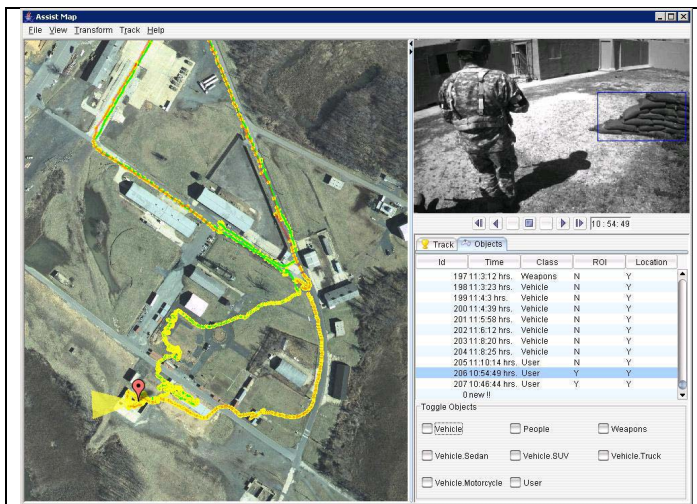 Assist Map
File View Transform Track Help
10:54:49
Track Objects
Id Time Class ROI Location
197 11:3:12 hrs. Weapons N Y
198 11:3:23 hrs. Vehicle N Y
199 11:4:3 hrs. Vehicle N Y
200 11:4:39 hrs. Vehicle N Y
201 11:5:58 hrs. Vehicle N Y
202 11:6:12 hrs. Vehicle N Y
203 11:8:20 hrs. Vehicle N Y
204 11:8:25 hrs. Vehicle N Y
205 11:10:14 hrs. User N Y
206 10:54:49 hrs. User Y Y
207 10:46:44 hrs. User Y Y
0 new !!
Toggle Objects
Vehicle People Weapons
Vehicle.Sedan Vehicle.SUV Vehicle.Truck
Vehicle.Motorcycle User